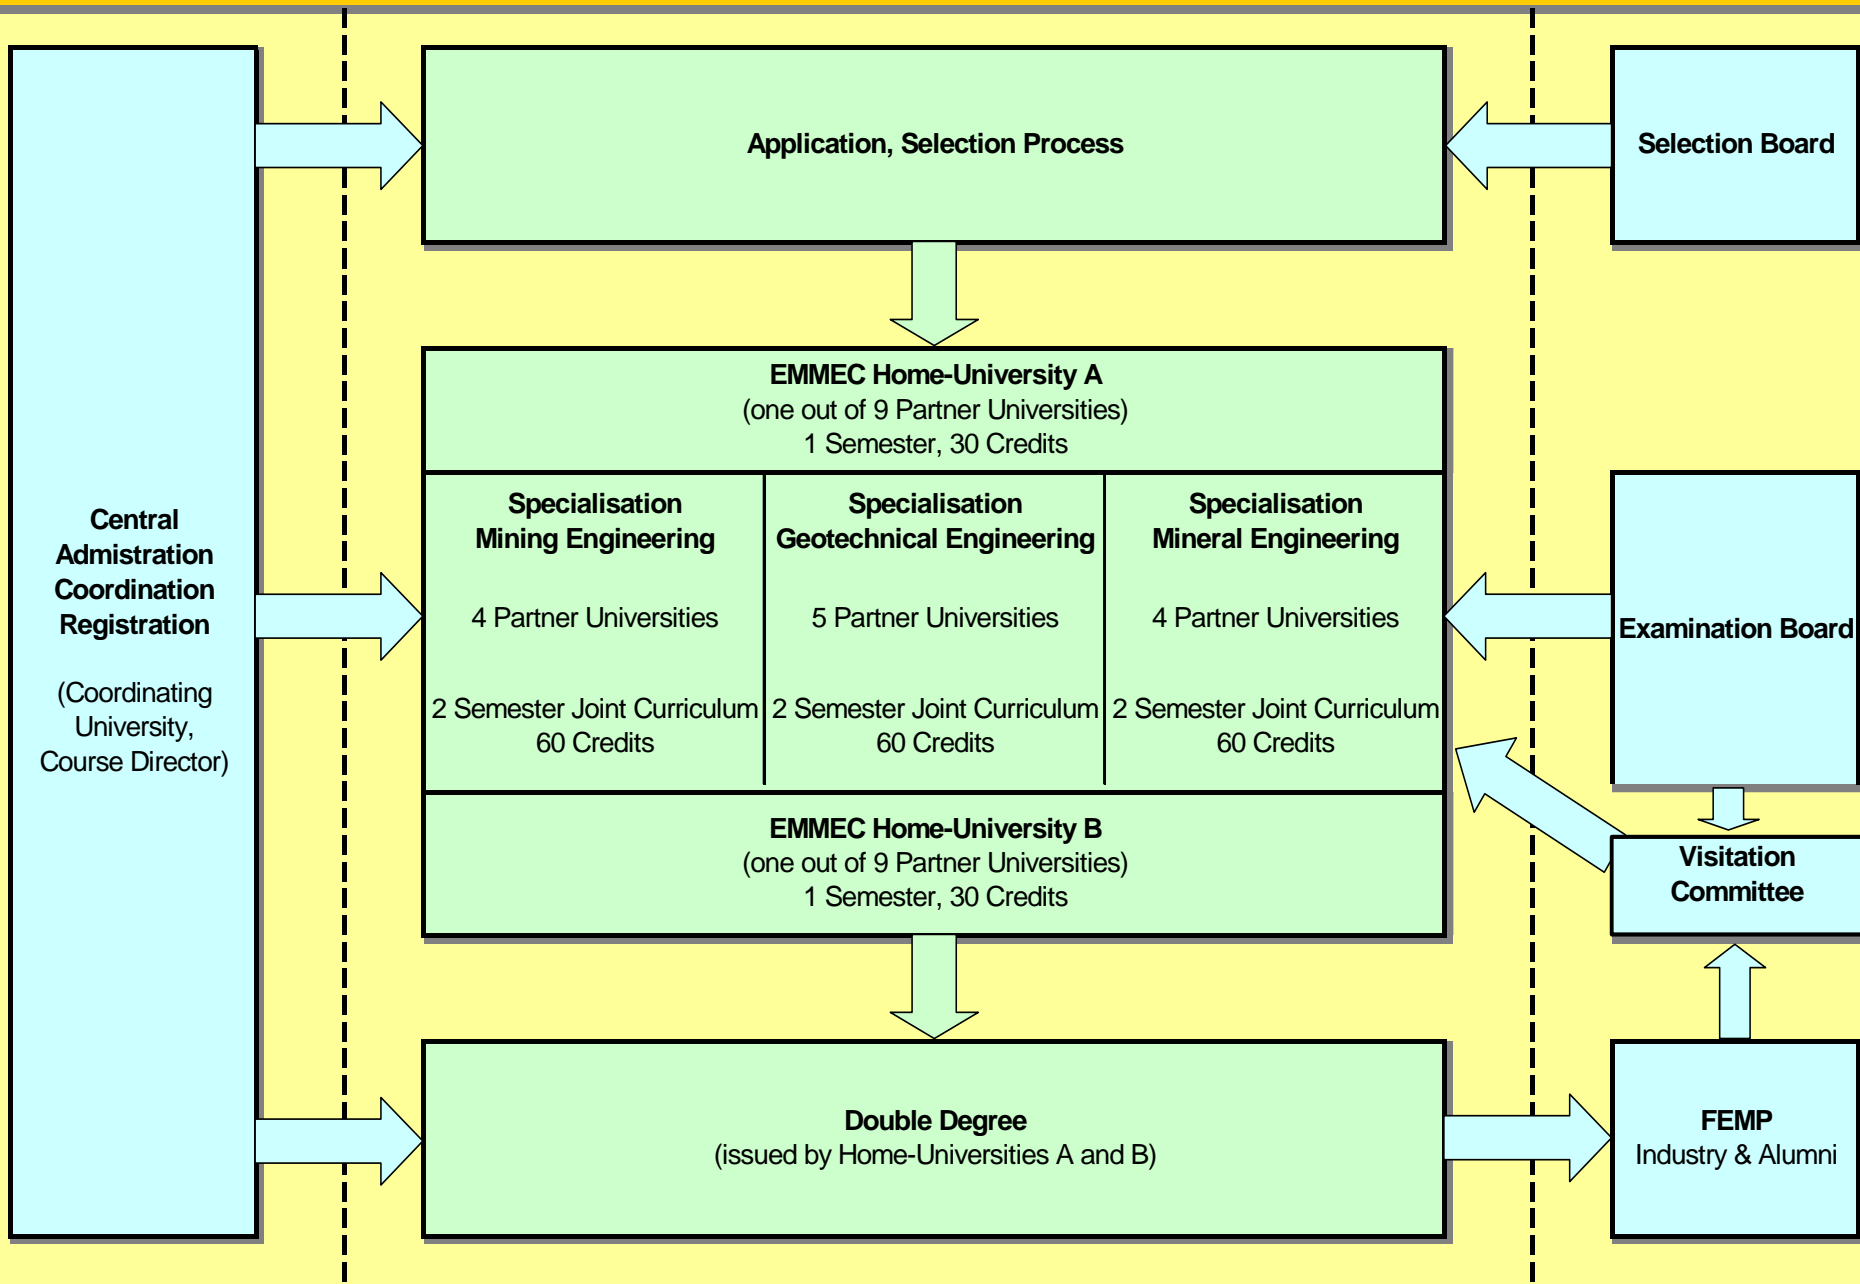 Application, Selection Process
Selection Board
EMMEC Home-University A
(one out of 9 Partner Universities)
1 Semester, 30 Credits
Central
Admistration
Coordination
Registration
(Coordinating
University,
Course Director)
Specialisation
Mining Engineering
4 Partner Universities
2 Semester Joint Curriculum
60 Credits
Specialisation
Geotechnical Engineering
5 Partner Universities
2 Semester Joint Curriculum
60 Credits
Specialisation
Mineral Engineering
4 Partner Universities
2 Semester Joint Curriculum
60 Credits
Examination Board
EMMEC Home-University B
(one out of 9 Partner Universities)
1 Semester, 30 Credits
Visitation
Committee
Double Degree
(issued by Home-Universities A and B)
FEMP
Industry & Alumni